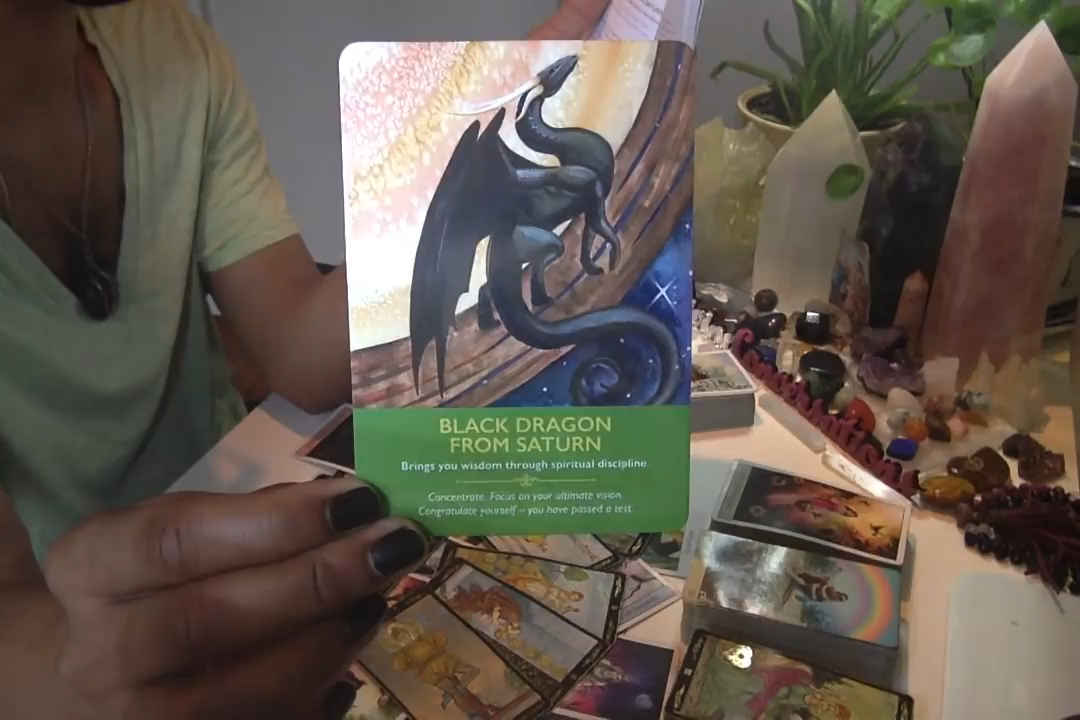 BLACK DRAGON
FROM SATURN
Brings you wisdom through spiritual discipline
Concentrate. Focus on your ultimate vision.
Congratulate yourself – you have passed a test.